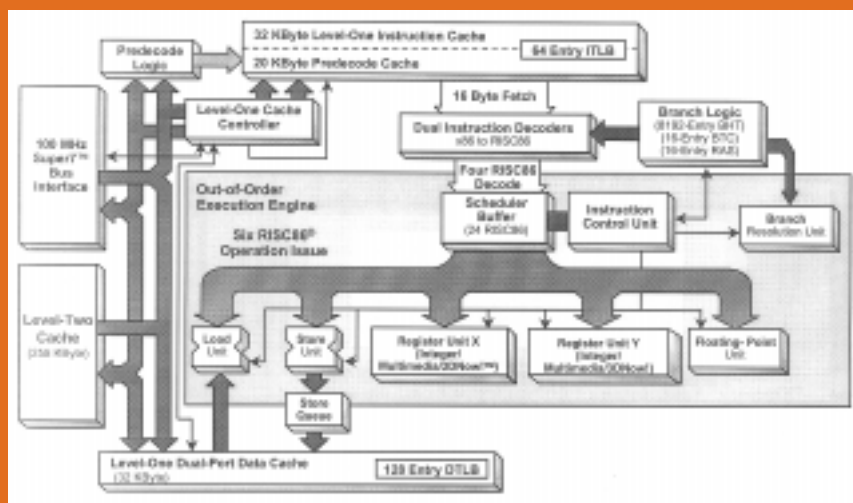 32 KByte Level-One Instruction Cache
64 Entry ITLB
20 KByte Predecode Cache
Predecode
Logic
Level-One Cache
Controller
16 Byte Fetch
Dual Instruction Decoders
x86 to RISC86
Branch Logic
(8192-Entry BHT)
(16-Entry BTC)
(16-Entry RAS)
100 MHz
Super7™
Bus
Interface
Four RISC86
Decode
Out-of-Order
Execution Engine
Scheduler
Buffer
(24 RISC86)
Instruction
Control Unit
Branch
Resolution Unit
Six RISC86®
Operation Issue
Level-Two
Cache
(256 KByte)
Load
Unit
Store
Unit
Register Unit X
(Integer/
Multimedia/3DNow!™)
Register Unit Y
(Integer/
Multimedia/3DNow!)
Floating-Point
Unit
Store
Queue
Level-One Dual-Port Data Cache
(32 KByte)
128 Entry DTLB